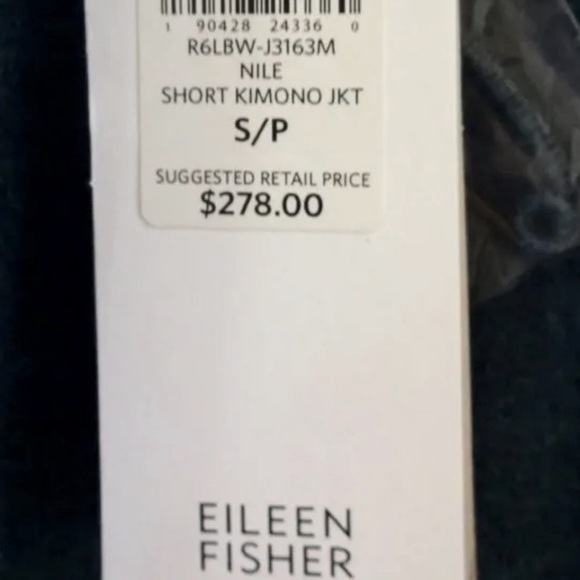 1 90428 24336 0
R6LBW-J3163M
NILE
SHORT KIMONO JKT
S/P
SUGGESTED RETAIL PRICE
$278.00
EILEEN
FISHER